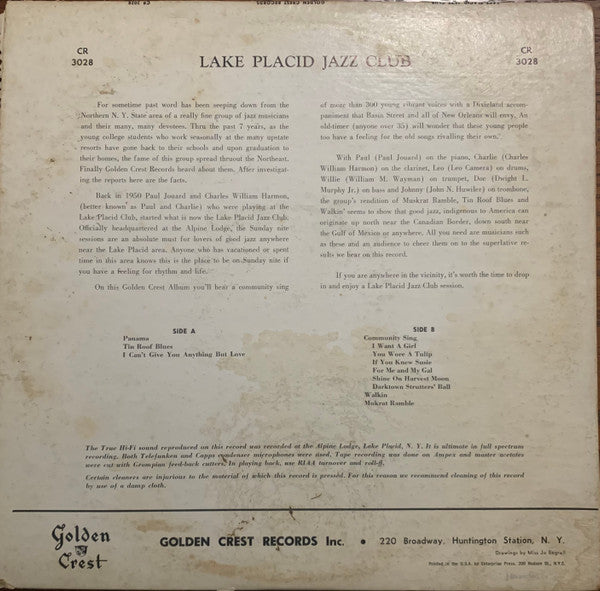 CR
3028
LAKE PLACID JAZZ CLUB
CR
3028
For sometime past word has been seeping down from the
Northern N. Y. State area of a really fine group of jazz musicians
and their many, many devotees. Thru the past 7 years, as the
young college students who work seasonally at the many upstate
resorts have gone back to their schools and upon graduation to
their homes, the fame of this group spread thruout the Northeast.
Finally Golden Crest Records heard about them. After investigat-
ing the reports here are the facts.
Back in 1950 Paul Jouard and Charles William Harmon,
(better known as Paul and Charlie) who were playing at the
Lake Placid Club, started what is now the Lake Placid Jazz Club.
Officially headquartered at the Alpine Lodge, the Sunday nite
sessions are an absolute must for lovers of good jazz anywhere
near the Lake Placid area. Anyone who has vacationed or spent
time in this area knows this is the place to be on Sunday nite if
you have a feeling for rhythm and life.
On this Golden Crest Album you'll hear a community sing
of more than 300 young vibrant voices with a Dixieland accom-
paniment that Basin Street and all of New Orleans will envy. An
old-timer (anyone over 35) will wonder that these young people
too have a feeling for the old songs rivalling their own.
With Paul (Paul Jouard) on the piano, Charlie (Charles
William Harmon) on the clarinet, Leo (Leo Camera) on drums,
Willie (William M. Wayman) on trumpet, Doe (Dwight L.
Murphy Jr.) on bass and Johnny (John N. Huwiler) on trombone,
the group's rendition of Muskrat Ramble, Tin Roof Blues and
Walkin' seems to show that good jazz, indigenous to America can
originate up north near the Canadian Border, down south near
the Gulf of Mexico or anywhere. All you need are musicians such
as these and an audience to cheer them on to the superlative re-
sults we hear on this record.
If you are anywhere in the vicinity, it's worth the time to drop
in and enjoy a Lake Placid Jazz Club session.
SIDE A
Panama
Tin Roof Blues
I Can't Give You Anything But Love
SIDE B
Community Sing
I Want A Girl
You Wore A Tulip
If You Knew Susie
For Me and My Gal
Shine On Harvest Moon
Darktown Strutters' Ball
Walkin
Mukrat Ramble
The True Hi-Fi sound reproduced on this record was recorded at the Alpine Lodge, Lake Placid, N. Y. It is ultimate in full spectrum
recording. Both Telefunken and Capps condenser microphones were used. Tape recording was done on Ampex and master acetates
were cut with Grampian feed-back cutters. In playing back, use RIAA turnover and roll-off.
Certain cleaners are injurious to the material of which this record is pressed. For this reason we recommend cleaning of this record
by use of a damp cloth.
Golden
Crest
GOLDEN CREST RECORDS Inc. • 220 Broadway, Huntington Station, N. Y.
Drawings by Miss Jo
Printed in the U.S.A. by Enterprise Press, 200 Hudson St., N.Y.C.